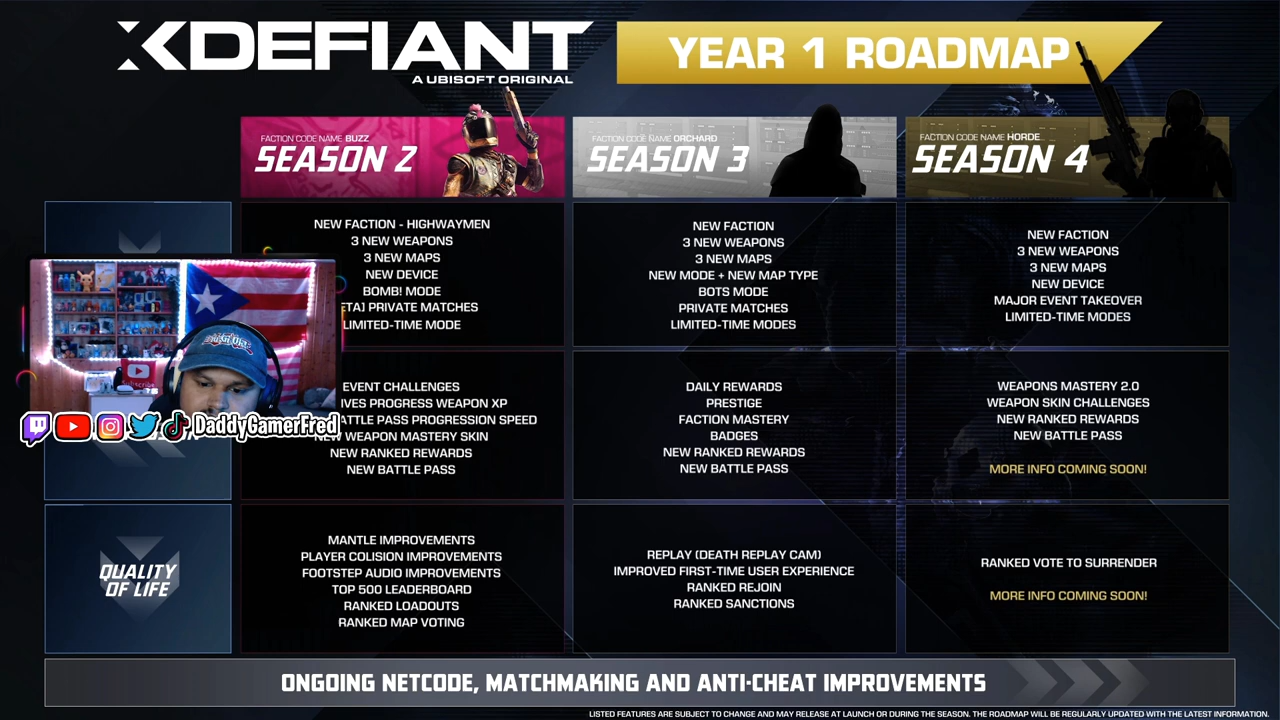 XDEFIANT
A UBISOFT ORIGINAL
YEAR 1 ROADMAP
FACTION CODE NAME BUZZ
SEASON 2
FACTION CODE NAME ORCHARD
SEASON 3
FACTION CODE NAME HORDE
SEASON 4
NEW FACTION - HIGHWAYMEN
3 NEW WEAPONS
3 NEW MAPS
NEW DEVICE
BOMB! MODE
PRIVATE MATCHES
LIMITED-TIME MODE
NEW FACTION
3 NEW WEAPONS
3 NEW MAPS
NEW MODE + NEW MAP TYPE
BOTS MODE
PRIVATE MATCHES
LIMITED-TIME MODES
NEW FACTION
3 NEW WEAPONS
3 NEW MAPS
NEW DEVICE
MAJOR EVENT TAKEOVER
LIMITED-TIME MODES
Subscribe
DaddyGamerFred
EVENT CHALLENGES
PROGRESS WEAPON XP
BATTLE PASS PROGRESSION SPEED
NEW WEAPON MASTERY SKIN
NEW RANKED REWARDS
NEW BATTLE PASS
DAILY REWARDS
PRESTIGE
FACTION MASTERY
BADGES
NEW RANKED REWARDS
NEW BATTLE PASS
WEAPONS MASTERY 2.0
WEAPON SKIN CHALLENGES
NEW RANKED REWARDS
NEW BATTLE PASS
MORE INFO COMING SOON!
QUALITY
OF LIFE
MANTLE IMPROVEMENTS
PLAYER COLISION IMPROVEMENTS
FOOTSTEP AUDIO IMPROVEMENTS
TOP 500 LEADERBOARD
RANKED LOADOUTS
RANKED MAP VOTING
REPLAY (DEATH REPLAY CAM)
IMPROVED FIRST-TIME USER EXPERIENCE
RANKED REJOIN
RANKED SANCTIONS
RANKED VOTE TO SURRENDER
MORE INFO COMING SOON!
ONGOING NETCODE, MATCHMAKING AND ANTI-CHEAT IMPROVEMENTS
LISTED FEATURES ARE SUBJECT TO CHANGE AND MAY RELEASE AT LAUNCH OR DURING THE SEASON. THE ROADMAP WILL BE REGULARLY UPDATED WITH THE LATEST INFORMATION.